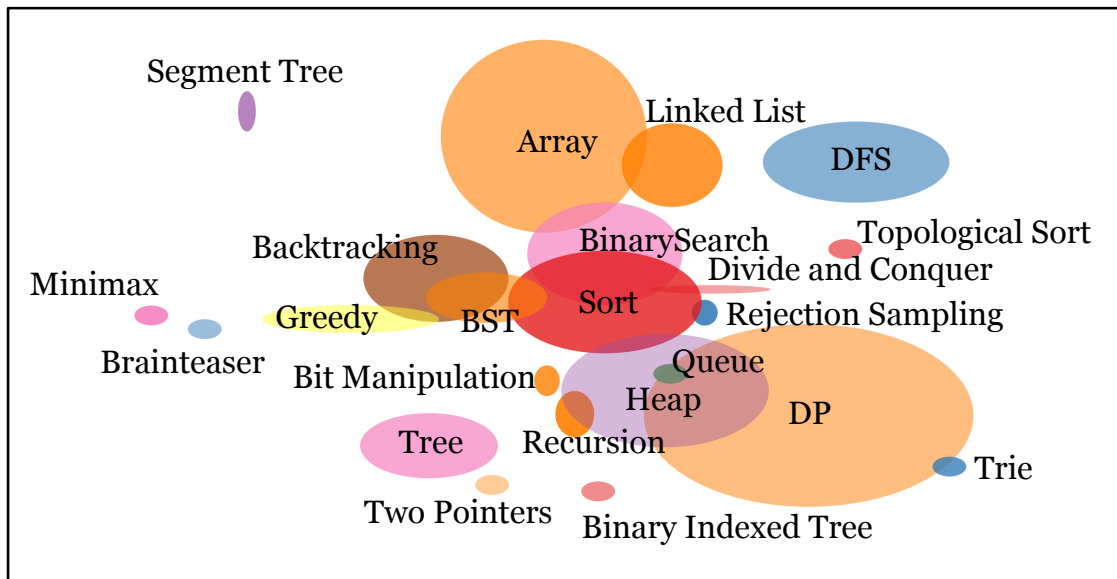 Segment Tree
Linked List
Array
DFS
Topological Sort
Backtracking
BinarySearch
Divide and Conquer
Minimax
Greedy
BST
Sort
Rejection Sampling
Brainteaser
Bit Manipulation
Queue
Heap
DP
Tree
Recursion
Trie
Two Pointers
Binary Indexed Tree